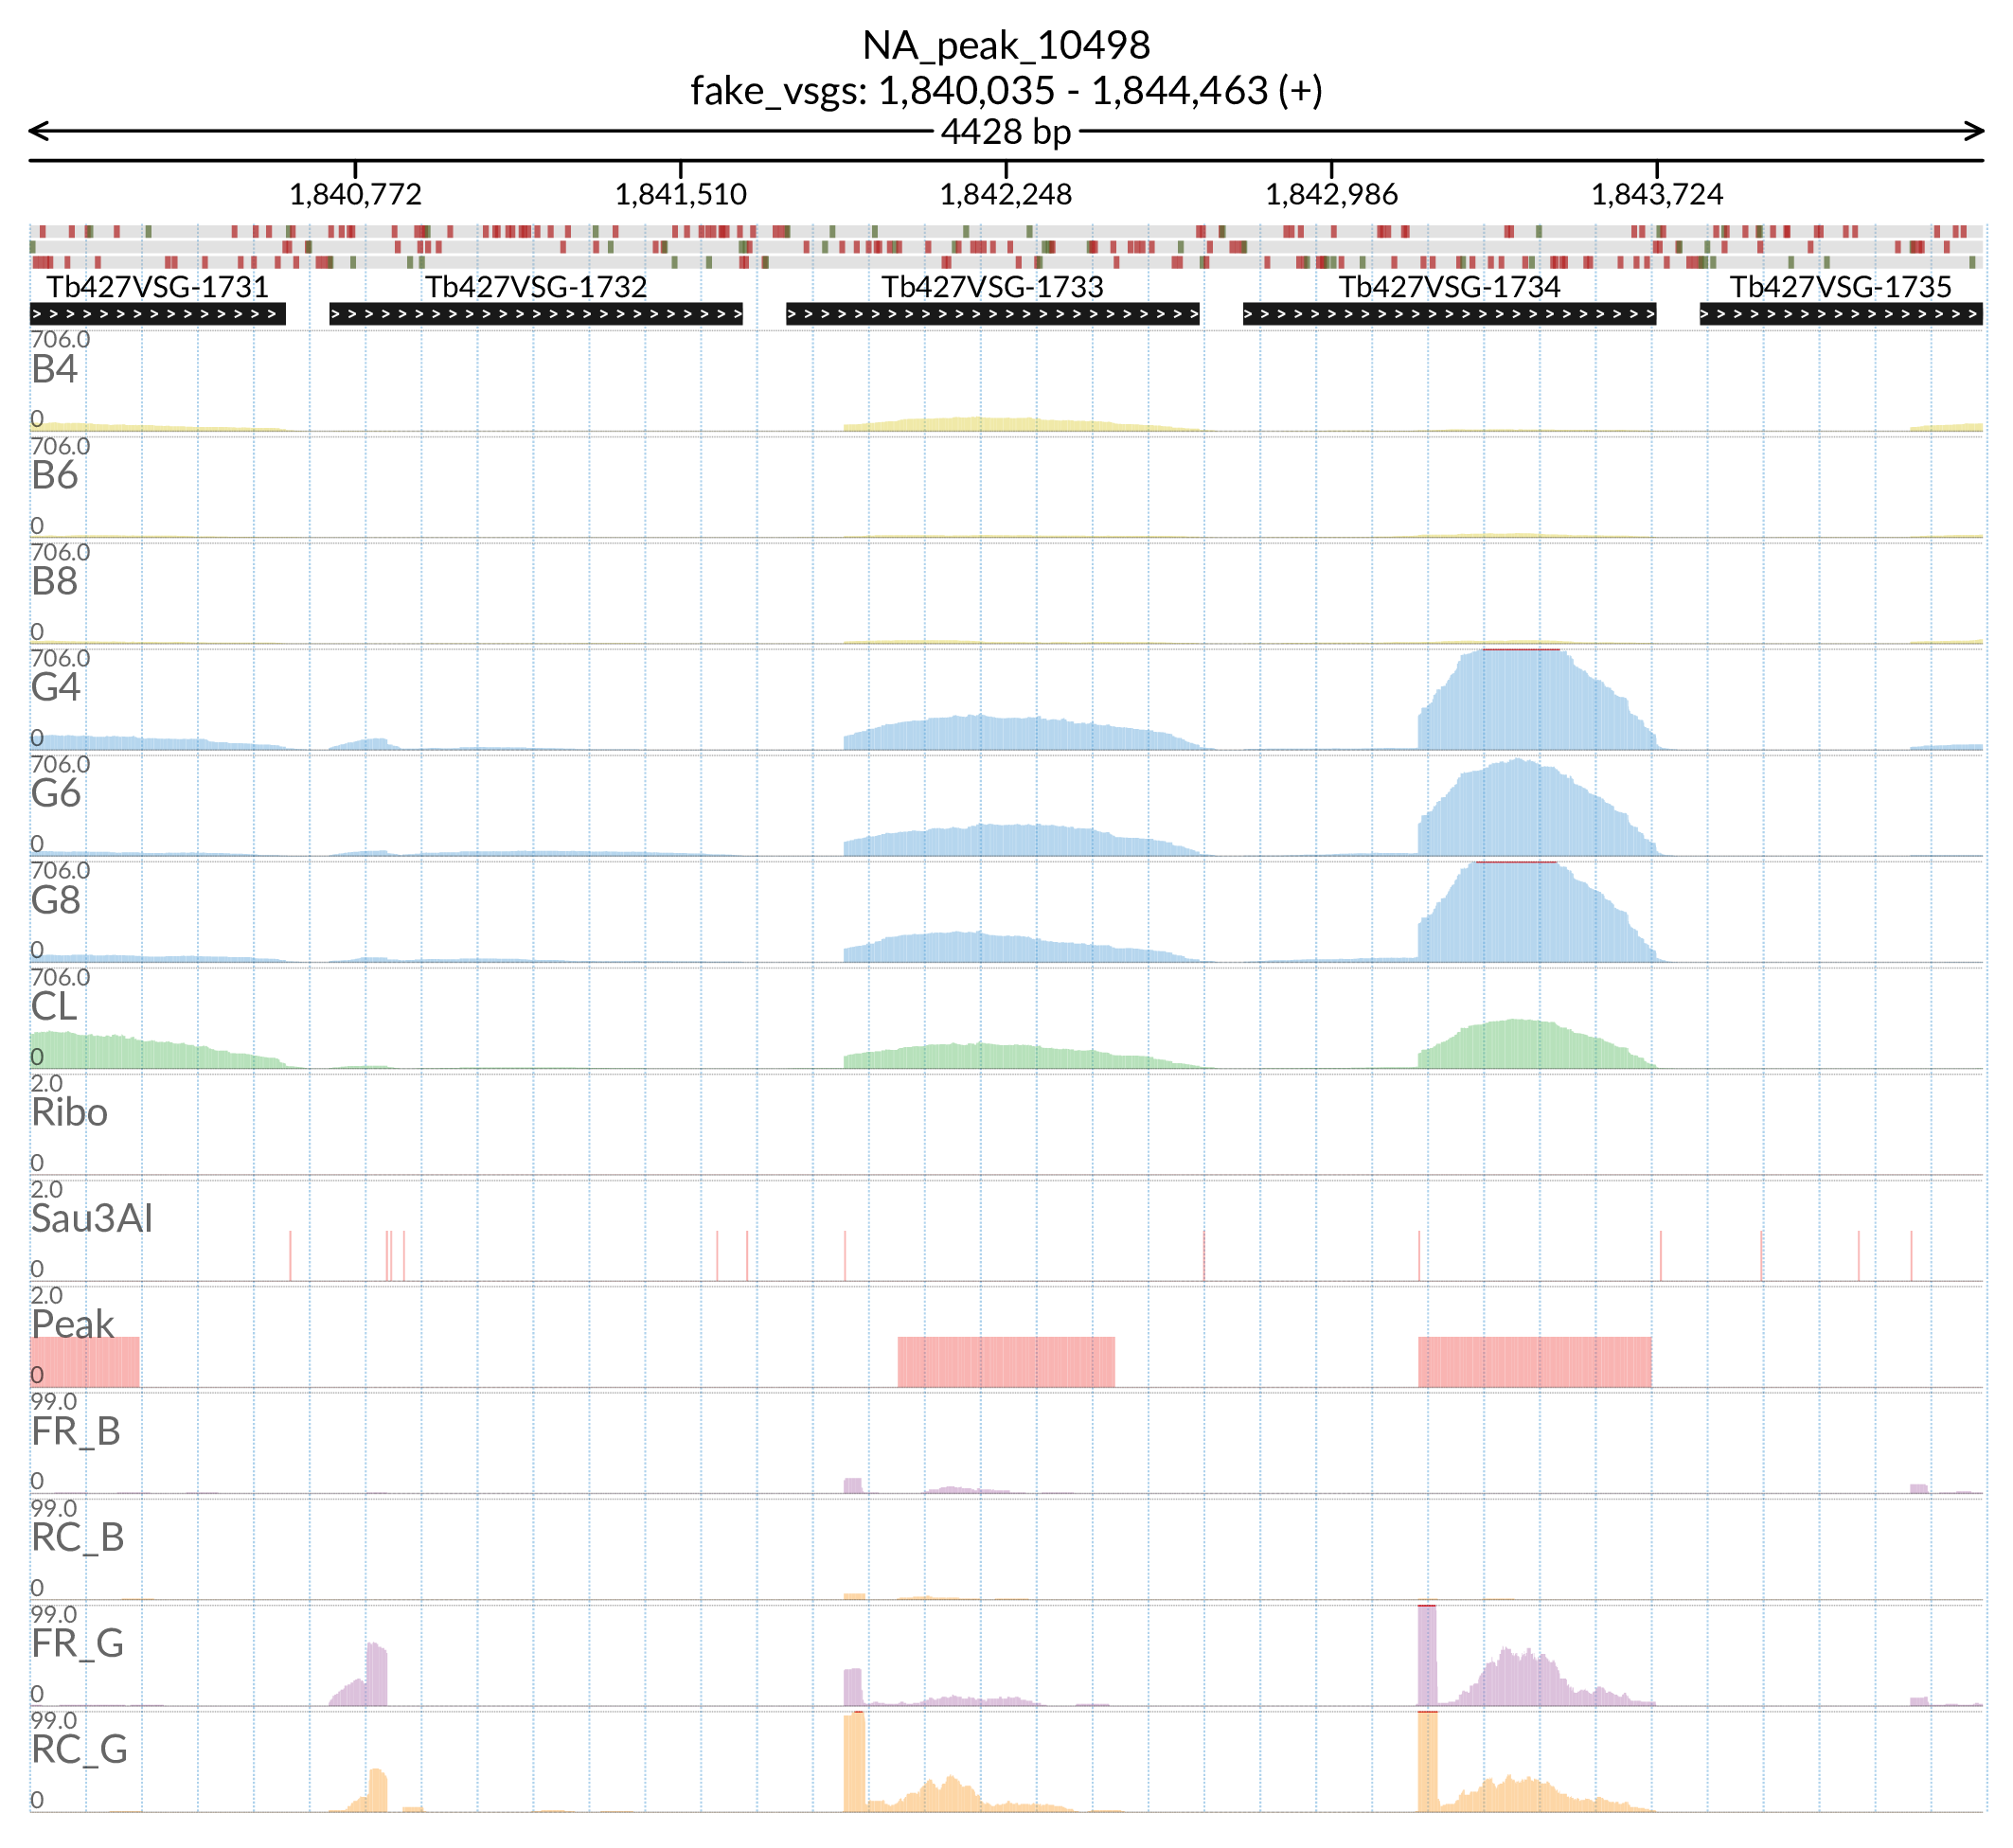 NA_peak_10498
fake_vsgs: 1,840,035 - 1,844,463 (+)
4428 bp
1,840,772 1,841,510 1,842,248 1,842,986 1,843,724
Tb427VSG-1731 Tb427VSG-1732 Tb427VSG-1733 Tb427VSG-1734 Tb427VSG-1735
706.0
B4
0
706.0
B6
0
706.0
B8
0
706.0
G4
0
706.0
G6
0
706.0
G8
0
706.0
CL
0
2.0
Ribo
0
2.0
Sau3AI
0
2.0
Peak
0
99.0
FR_B
0
99.0
RC_B
0
99.0
FR_G
0
99.0
RC_G
0